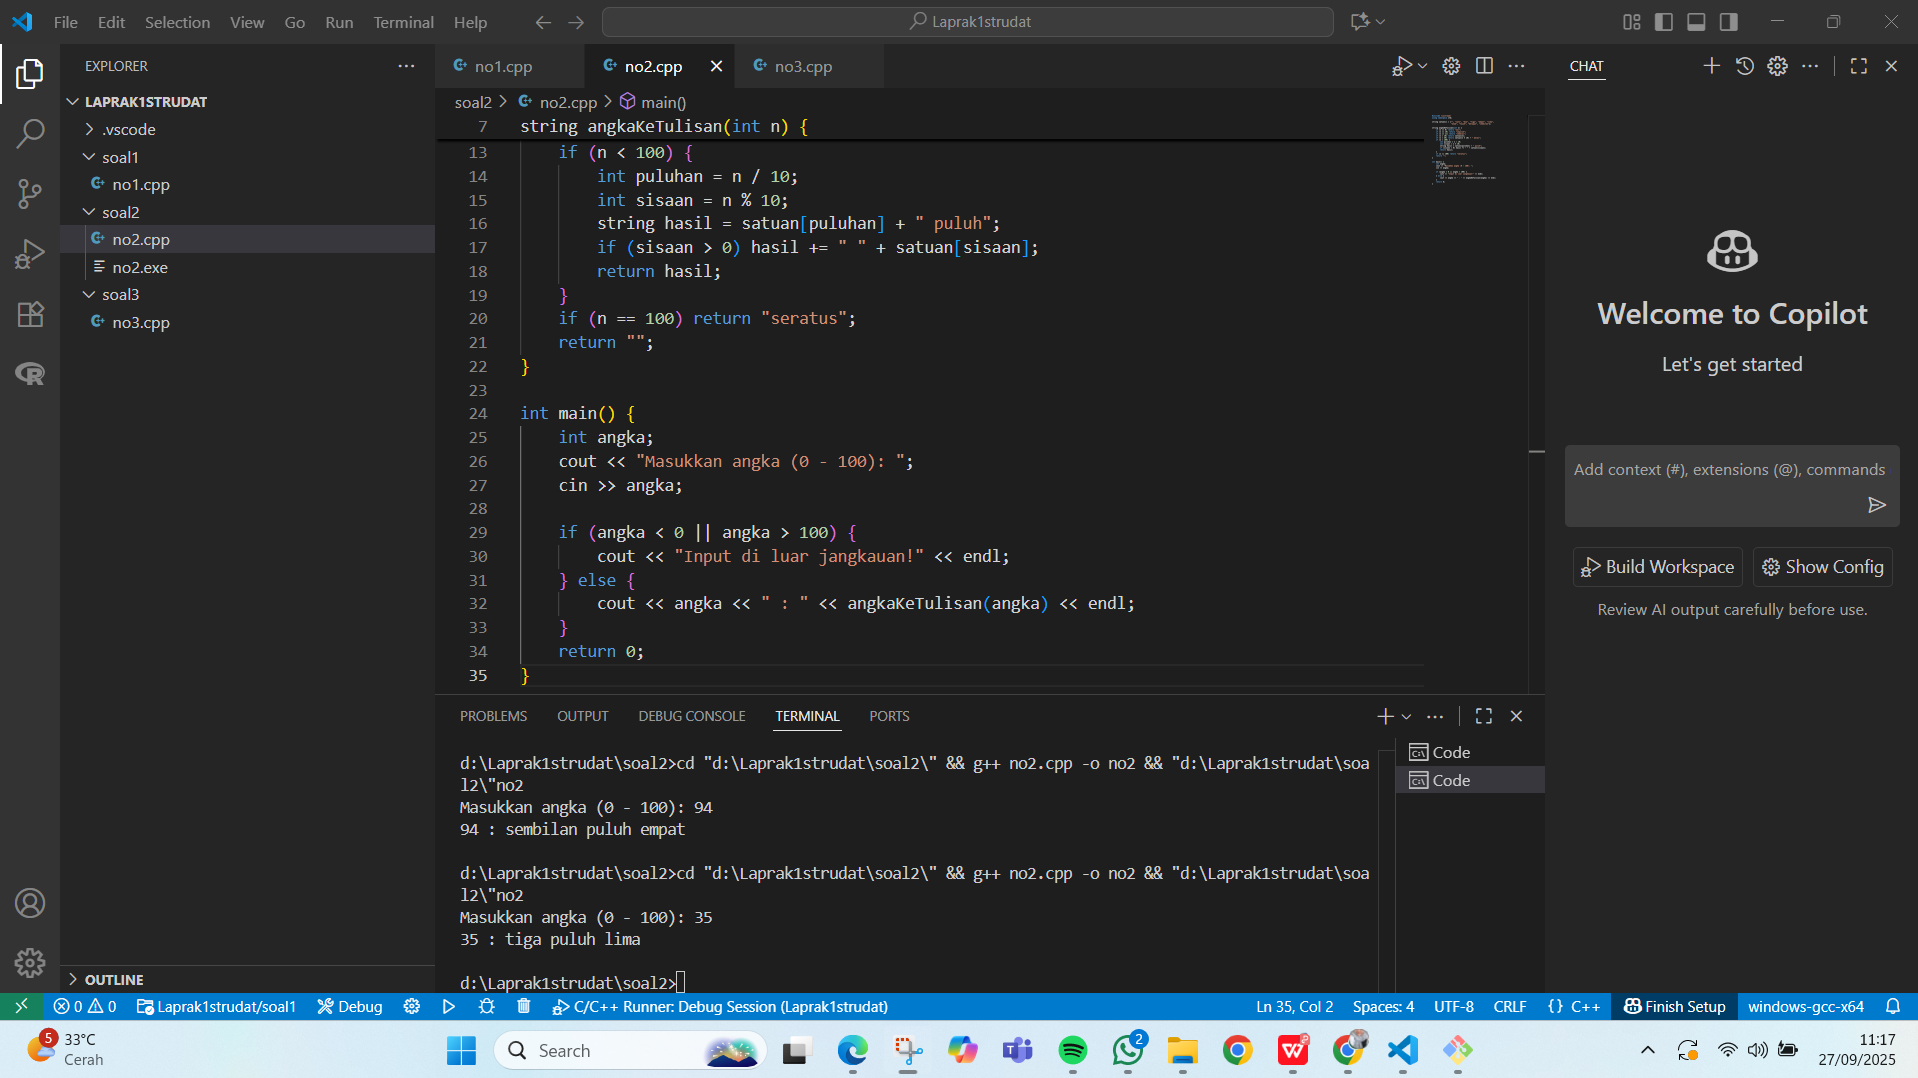 File Edit Selection View Go Run Terminal Help
Laprak1strudat
EXPLORER
LAPRAK1STRUDAT
.vscode
soal1
no1.cpp
soal2
no2.cpp
no2.exe
soal3
no3.cpp
OUTLINE
no1.cpp no2.cpp no3.cpp
soal2 > no2.cpp > main()
7 string angkaKeTulisan(int n) {
13 if (n < 100) {
14 int puluhan = n / 10;
15 int sisaan = n % 10;
16 string hasil = satuan[puluhan] + " puluh";
17 if (sisaan > 0) hasil += " " + satuan[sisaan];
18 return hasil;
19 }
20 if (n == 100) return "seratus";
21 return "";
22 }
23
24 int main() {
25 int angka;
26 cout << "Masukkan angka (0 - 100): ";
27 cin >> angka;
28
29 if (angka < 0 || angka > 100) {
30 cout << "Input di luar jangkauan!" << endl;
31 } else {
32 cout << angka << " : " << angkaKeTulisan(angka) << endl;
33 }
34 return 0;
35 }
PROBLEMS OUTPUT DEBUG CONSOLE TERMINAL PORTS
d:\Laprak1strudat\soal2>cd "d:\Laprak1strudat\soal2\" && g++ no2.cpp -o no2 && "d:\Laprak1strudat\soa
l2\"no2
Masukkan angka (0 - 100): 94
94 : sembilan puluh empat
d:\Laprak1strudat\soal2>cd "d:\Laprak1strudat\soal2\" && g++ no2.cpp -o no2 && "d:\Laprak1strudat\soa
l2\"no2
Masukkan angka (0 - 100): 35
35 : tiga puluh lima
d:\Laprak1strudat\soal2>
Code
Code
CHAT
Welcome to Copilot
Let's get started
Add context (#), extensions (@), commands
Build Workspace Show Config
Review AI output carefully before use.
0 0 Laprak1strudat/soal1 Debug C/C++ Runner: Debug Session (Laprak1strudat) Ln 35, Col 2 Spaces: 4 UTF-8 CRLF {} C++ Finish Setup windows-gcc-x64
5 33°C
Cerah
Search
2
11:17
27/09/2025